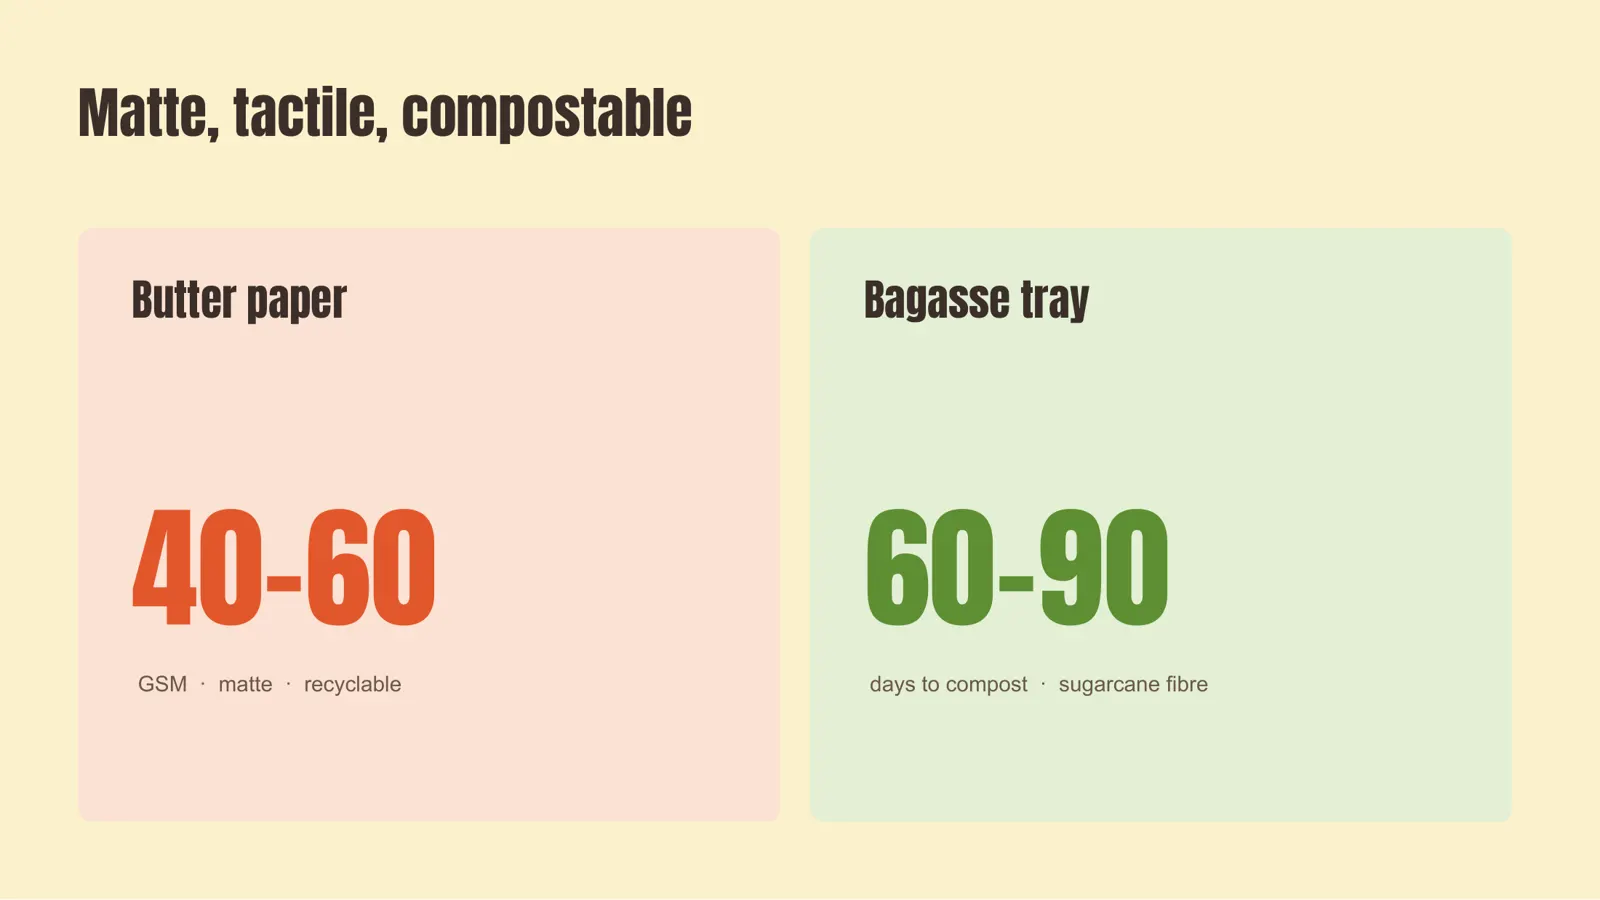 Matte, tactile, compostable
Butter paper
40–60
GSM · matte · recyclable
Bagasse tray
60–90
days to compost · sugarcane fibre